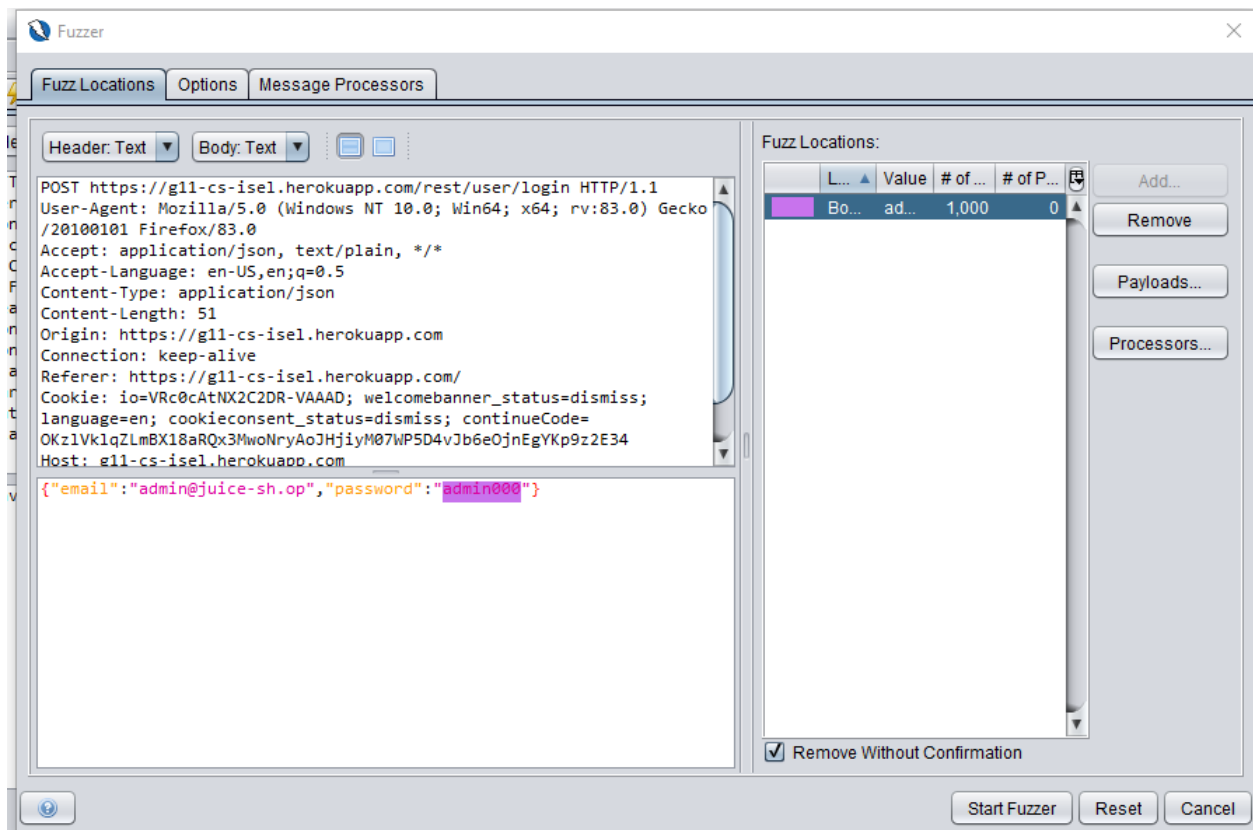 Fuzzer
Fuzz Locations Options Message Processors
Header: Text Body: Text
POST https://g11-cs-isel.herokuapp.com/rest/user/login HTTP/1.1
User-Agent: Mozilla/5.0 (Windows NT 10.0; Win64; x64; rv:83.0) Gecko
/20100101 Firefox/83.0
Accept: application/json, text/plain, */*
Accept-Language: en-US,en;q=0.5
Content-Type: application/json
Content-Length: 51
Origin: https://g11-cs-isel.herokuapp.com
Connection: keep-alive
Referer: https://g11-cs-isel.herokuapp.com/
Cookie: io=VRc0cAtNX2C2DR-VAAAD; welcomebanner_status=dismiss;
language=en; cookieconsent_status=dismiss; continueCode=
OKzlVklqZLmBX18aRQx3MwoNryAoJHjiyM07WP5D4vJb6eOjnEgYKp9z2E34
Host: g11-cs-isel.herokuapp.com
{"email":"admin@juice-sh.op","password":"admin000"}
Fuzz Locations:
L... Value # of ... # of P...
Bo... ad... 1,000 0
Add...
Remove
Payloads...
Processors...
Remove Without Confirmation
Start Fuzzer Reset Cancel